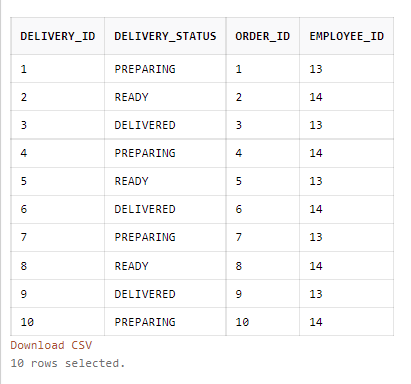 DELIVERY_ID DELIVERY_STATUS ORDER_ID EMPLOYEE_ID
1 PREPARING 1 13
2 READY 2 14
3 DELIVERED 3 13
4 PREPARING 4 14
5 READY 5 13
6 DELIVERED 6 14
7 PREPARING 7 13
8 READY 8 14
9 DELIVERED 9 13
10 PREPARING 10 14
Download CSV
10 rows selected.